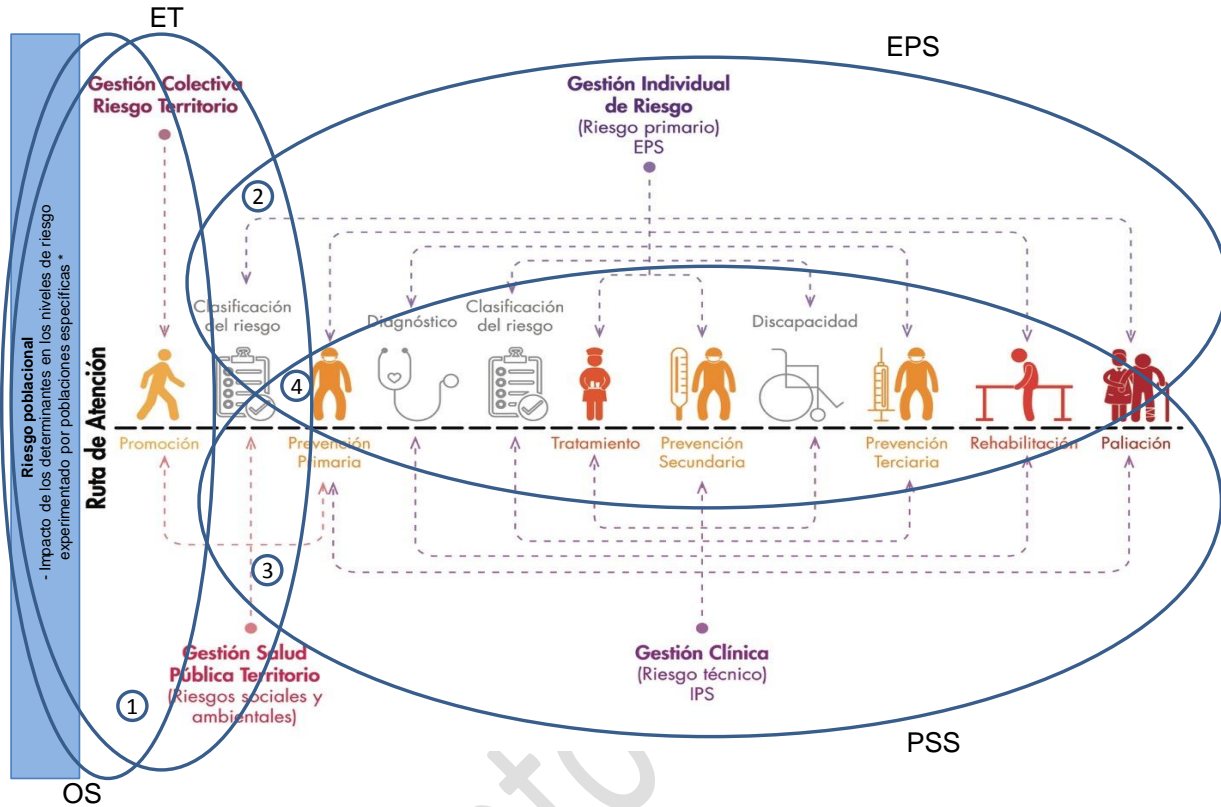 ET
EPS
Gestión Colectiva
Riesgo Territorio
Gestión Individual
de Riesgo
(Riesgo primario)
EPS
2
Riesgo poblacional
- Impacto de los determinantes en los niveles de riesgo
experimentado por poblaciones específicas *
Ruta de Atención
Clasificación
del riesgo
Diagnóstico
Clasificación
del riesgo
Discapacidad
4
Promoción
Prevención
Primaria
Tratamiento
Prevención
Secundaria
Prevención
Terciaria
Rehabilitación
Paliación
3
Gestión Salud
Pública Territorio
(Riesgos sociales y
ambientales)
Gestión Clínica
(Riesgo técnico)
IPS
1
PSS
OS